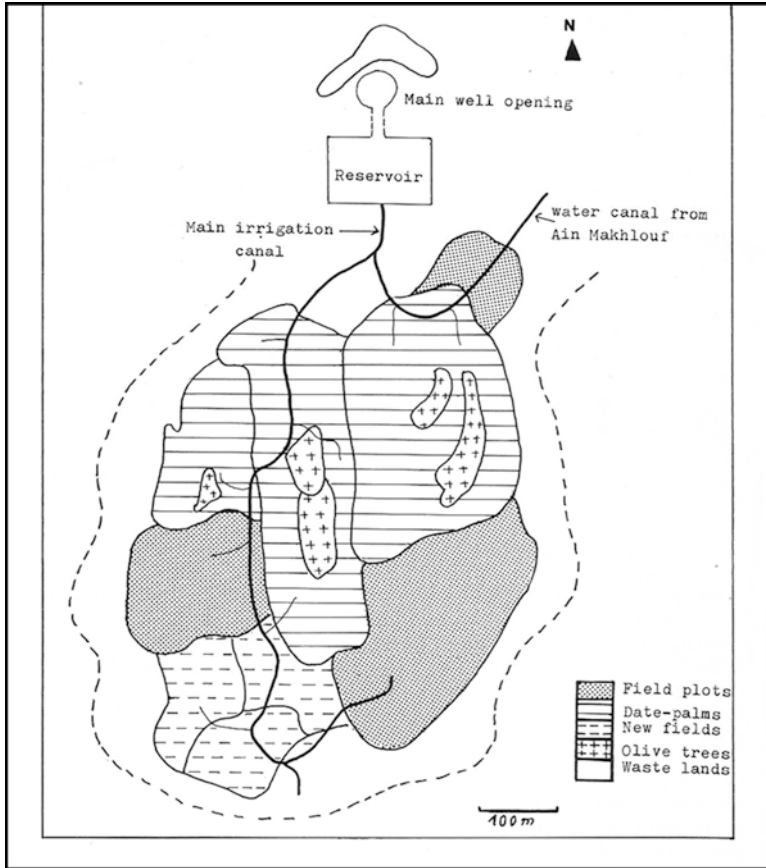 N
Main well opening
Reservoir
water canal from
Ain Makhlouf
Main irrigation
canal
Field plots
Date-palms
New fields
Olive trees
Waste lands
100m